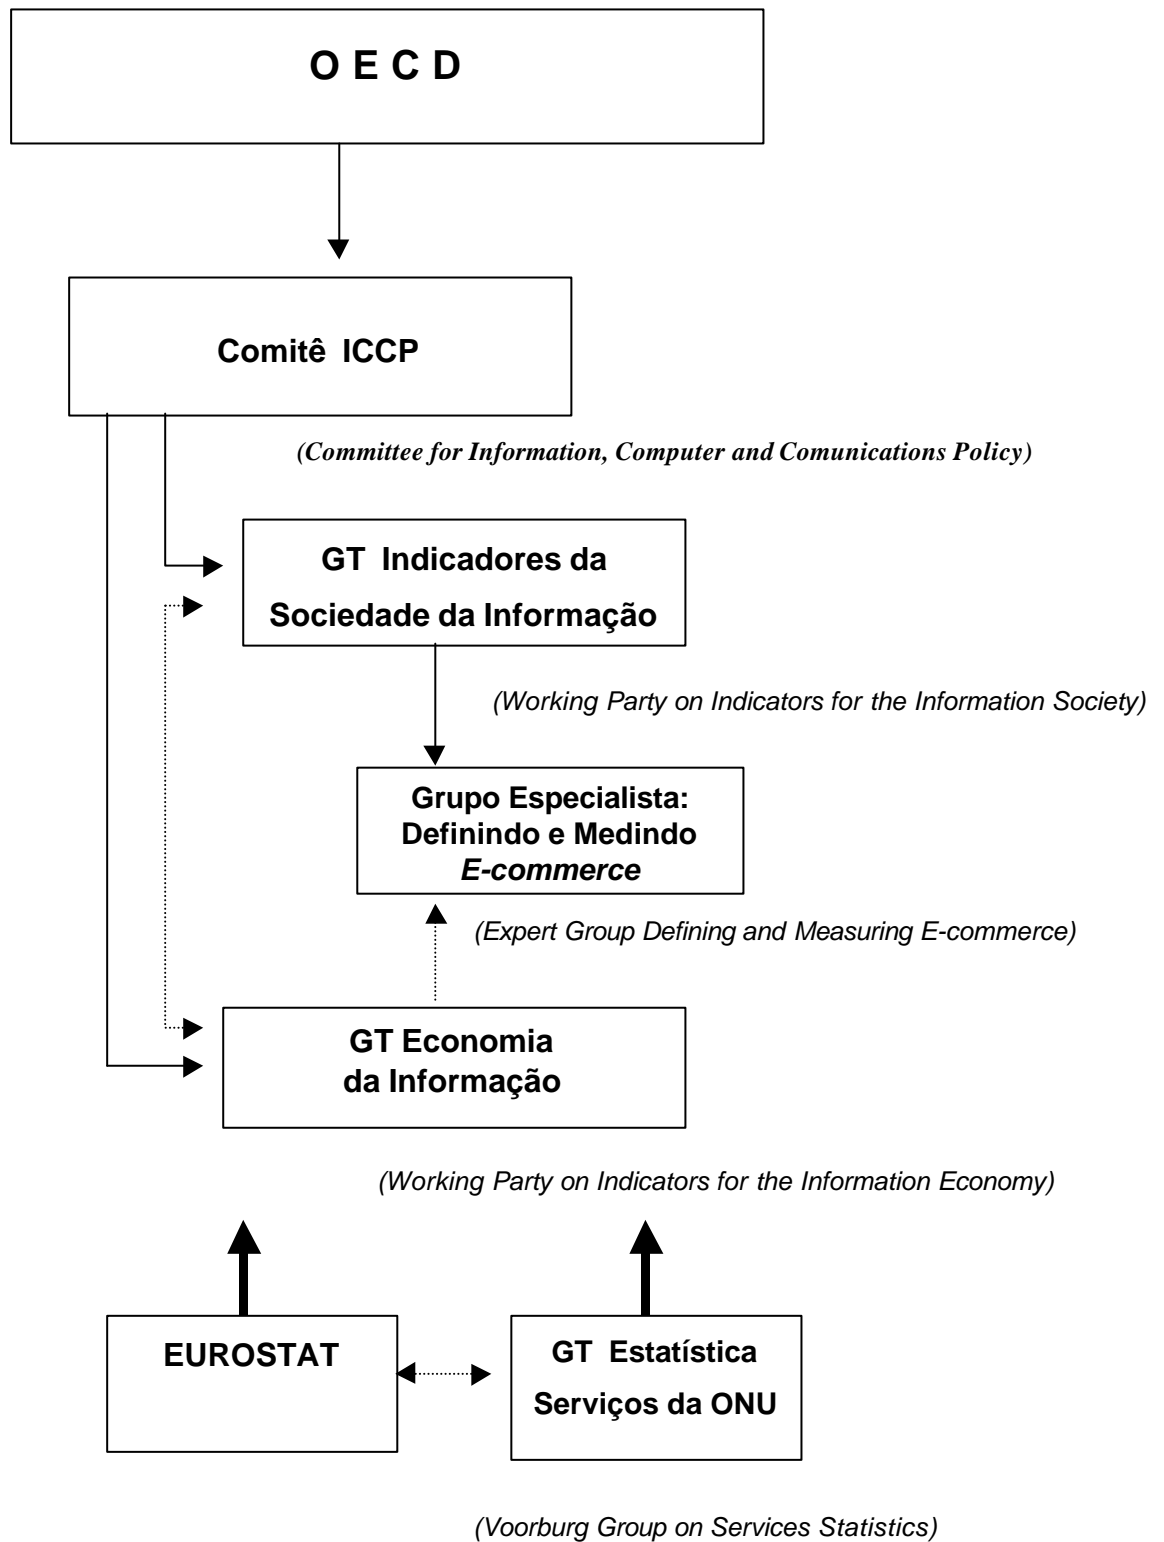 O E C D
Comitê ICCP
(Committee for Information, Computer and Comunications Policy)
GT Indicadores da
Sociedade da Informação
(Working Party on Indicators for the Information Society)
Grupo Especialista:
Definindo e Medindo
E-commerce
(Expert Group Defining and Measuring E-commerce)
GT Economia
da Informação
(Working Party on Indicators for the Information Economy)
EUROSTAT
GT Estatística
Serviços da ONU
(Voorburg Group on Services Statistics)